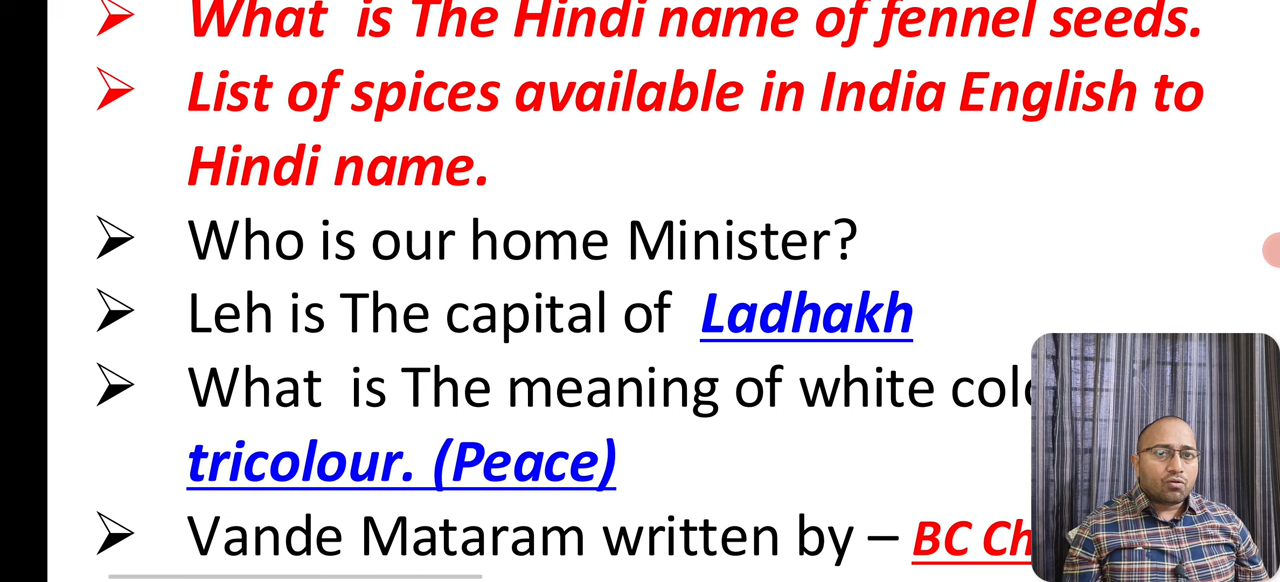 What is The Hindi name of fennel seeds.
List of spices available in India English to
Hindi name.
Who is our home Minister?
Leh is The capital of Ladhakh
What is The meaning of white
tricolour. (Peace)
Vande Mataram written by – BC